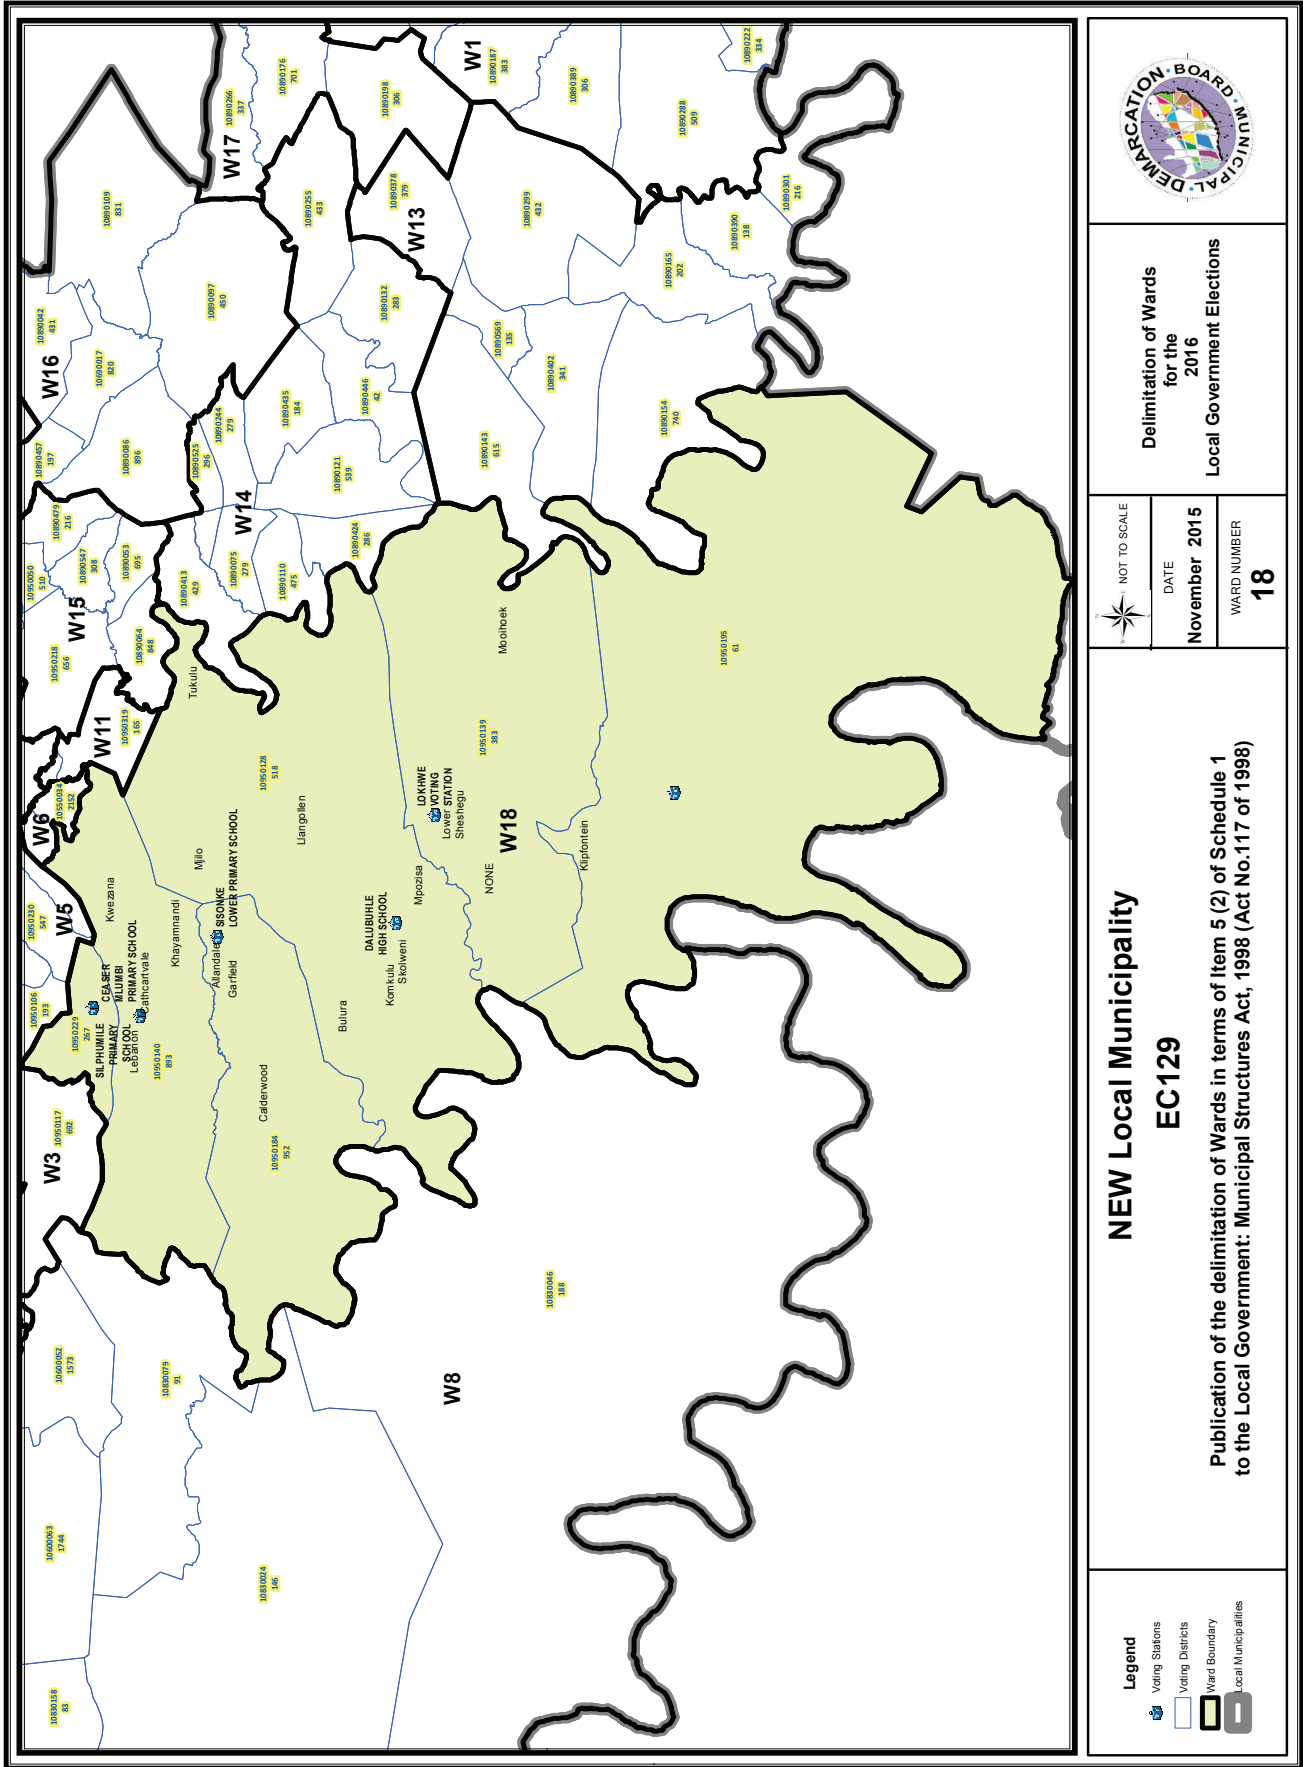 NEW Local Municipality
EC129
Publication of the delimitation of Wards in terms of Item 5 (2) of Schedule 1
to the Local Government: Municipal Structures Act, 1998 (Act No.117 of 1998)
Legend
Voting Stations
Voting Districts
Ward Boundary
Local Municipalities
NOT TO SCALE
DATE
November 2015
WARD NUMBER
18
Delimitation of Wards
for the
2016
Local Government Elections
MUNICIPAL · DEMARCATION · BOARD ·
10830158
83
10600063
1744
10600052
1573
10830079
91
10830024
146
W8
10830046
188
W3
10950117
692
10950106
193
10950229
267
10950230
547
W5
W6
10550034
2152
W11
10950319
165
10950218
656
W15
10950050
510
10890479
216
10890547
308
10890053
695
10890064
848
10890457
197
W16
10890042
431
10690017
820
10890086
896
10890109
831
10890097
450
W17
10890266
337
10890176
701
10890198
306
W1
10890187
383
10890389
306
10890222
334
10890288
509
10890255
433
10890378
379
W13
10890132
283
10890299
432
10890301
216
10890390
138
10890165
202
10890569
135
10890402
341
10890143
615
10890154
740
10890244
279
10890525
296
W14
10890435
184
10890446
42
10890121
539
10890424
286
10890413
429
10890075
279
10890110
475
SILPHUMILE
PRIMARY
SCHOOL
Lebanon
CEASER
MLUMBI
PRIMARY SCHOOL
Cathcartvale
Kwezana
10950140
893
Khayamnandi
Mjilo
Tukulu
Allandale
SISONKE
LOWER PRIMARY SCHOOL
Garfield
Calderwood
10950184
952
10950128
518
Llangollen
Bulura
DALUBUHLE
HIGH SCHOOL
Komkulu
Skolweni
Mpozisa
LOKHWE
VOTING
STATION
Lower
Sheshegu
10950139
383
Mooihoek
NONE
W18
Klipfontein
10950195
61